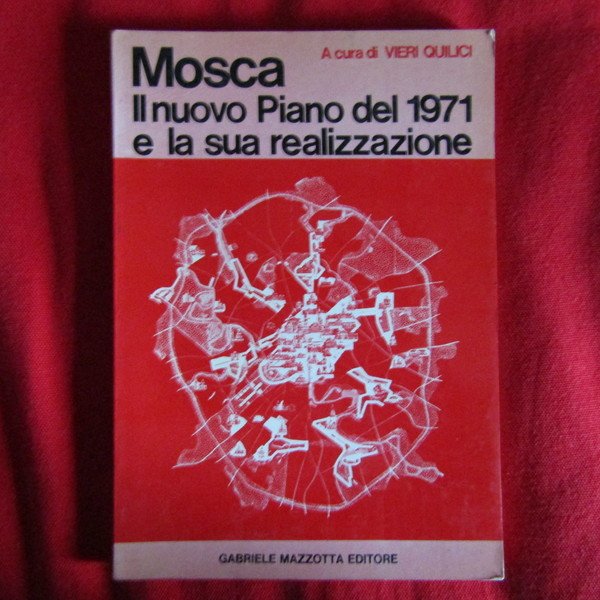 A cura di VIERI QUILICI
Mosca
Il nuovo Piano del 1971
e la sua realizzazione
GABRIELE MAZZOTTA EDITORE